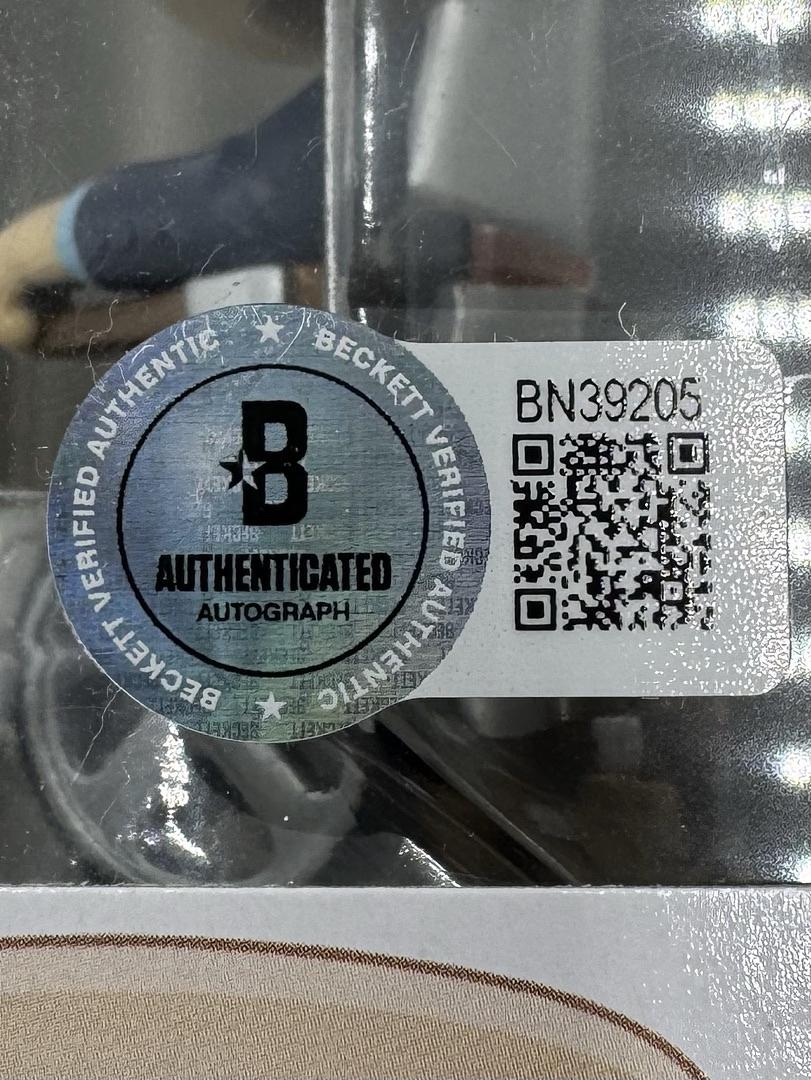 BECKETT VERIFIED AUTHENTIC
BECKETT VERIFIED AUTHENTIC
B
AUTHENTICATED
AUTOGRAPH
BN39205